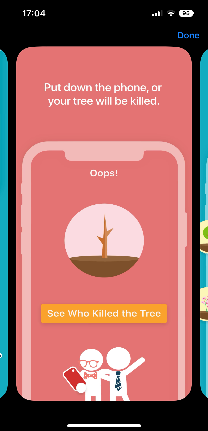 17:04
93
Done
Put down the phone, or
your tree will be killed.
Oops!
See Who Killed the Tree